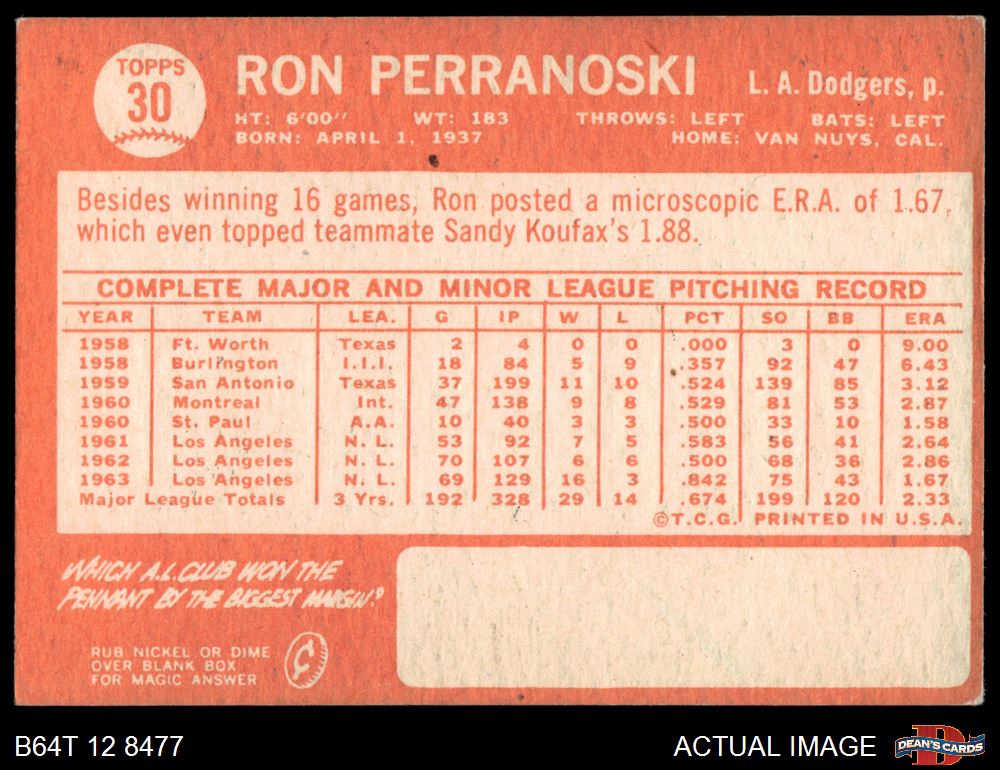 TOPPS
30
RON PERRANOSKI
L. A. Dodgers, p.
HT: 6'00" WT: 183 THROWS: LEFT BATS: LEFT
BORN: APRIL 1, 1937 HOME: VAN NUYS, CAL.
Besides winning 16 games, Ron posted a microscopic E.R.A. of 1.67,
which even topped teammate Sandy Koufax's 1.88.
COMPLETE MAJOR AND MINOR LEAGUE PITCHING RECORD
YEAR TEAM LEA. G IP W L PCT SO BB ERA
1958 Ft. Worth Texas 2 4 0 0 .000 3 0 9.00
1958 Burlington I.I.I. 18 84 5 9 .357 92 47 6.43
1959 San Antonio Texas 37 199 11 10 .524 139 85 3.12
1960 Montreal Int. 47 138 9 8 .529 81 53 2.87
1960 St. Paul A.A. 10 40 3 3 .500 33 10 1.58
1961 Los Angeles N. L. 53 92 7 5 .583 56 41 2.64
1962 Los Angeles N. L. 70 107 6 6 .500 68 36 2.86
1963 Los Angeles N. L. 69 129 16 3 .842 75 43 1.67
Major League Totals 3 Yrs. 192 328 29 14 .674 199 120 2.33
©T.C.G. PRINTED IN U.S.A.
WHICH A.L. CLUB WON THE
PENNANT BY THE BIGGEST MARGIN?
RUB NICKEL OR DIME
OVER BLANK BOX
FOR MAGIC ANSWER
¢
B64T 12 8477
ACTUAL IMAGE
D
DEAN'S CARDS